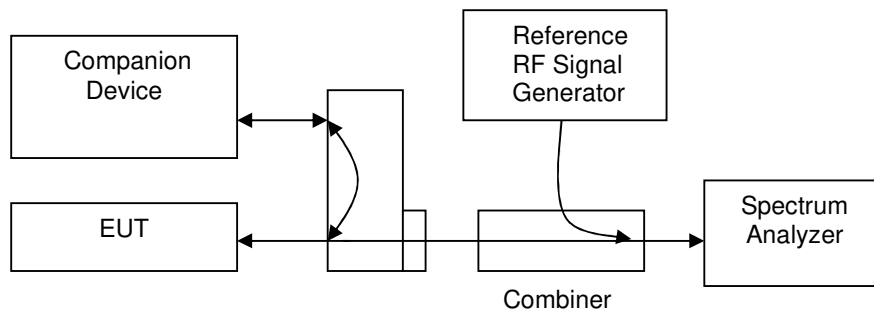 Companion
Device
Reference
RF Signal
Generator
EUT
Spectrum
Analyzer
Combiner